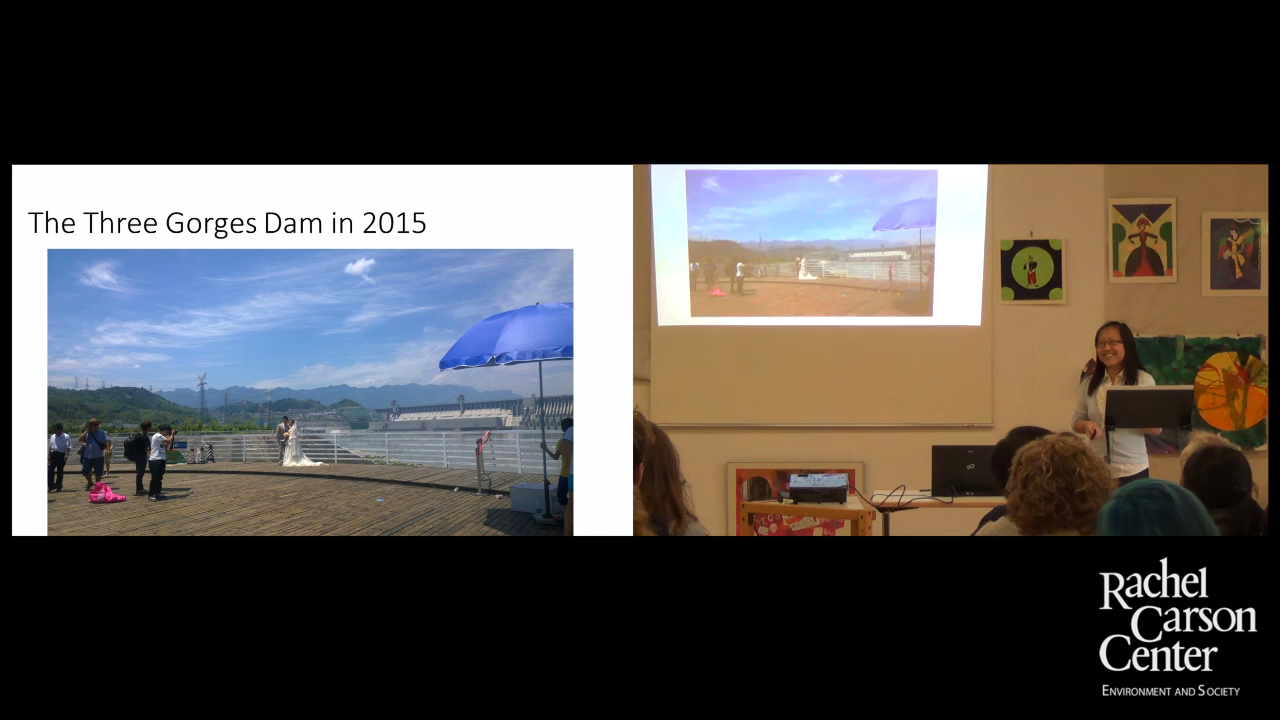 The Three Gorges Dam in 2015
Rachel
Carson
Center
ENVIRONMENT AND SOCIETY